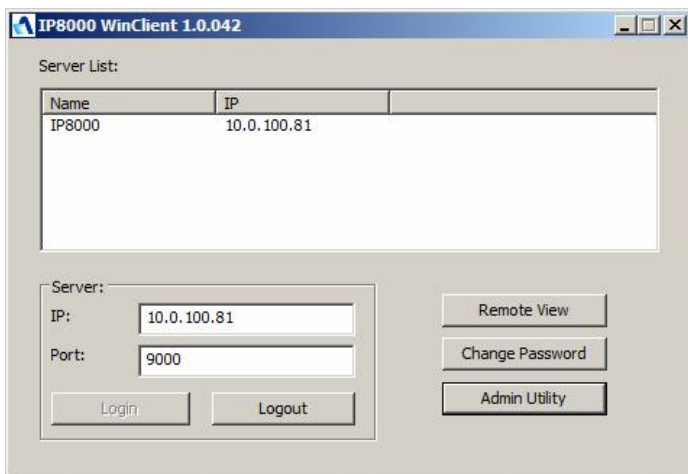 IP8000 WinClient 1.0.042
Server List:
Name IP
IP8000 10.0.100.81
Server:
IP: 10.0.100.81
Port: 9000
Login Logout
Remote View
Change Password
Admin Utility